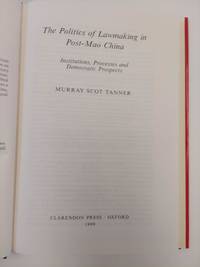 The Politics of Lawmaking in
Post-Mao China
Institutions, Processes and
Democratic Prospects
MURRAY SCOT TANNER
CLARENDON PRESS · OXFORD
1999